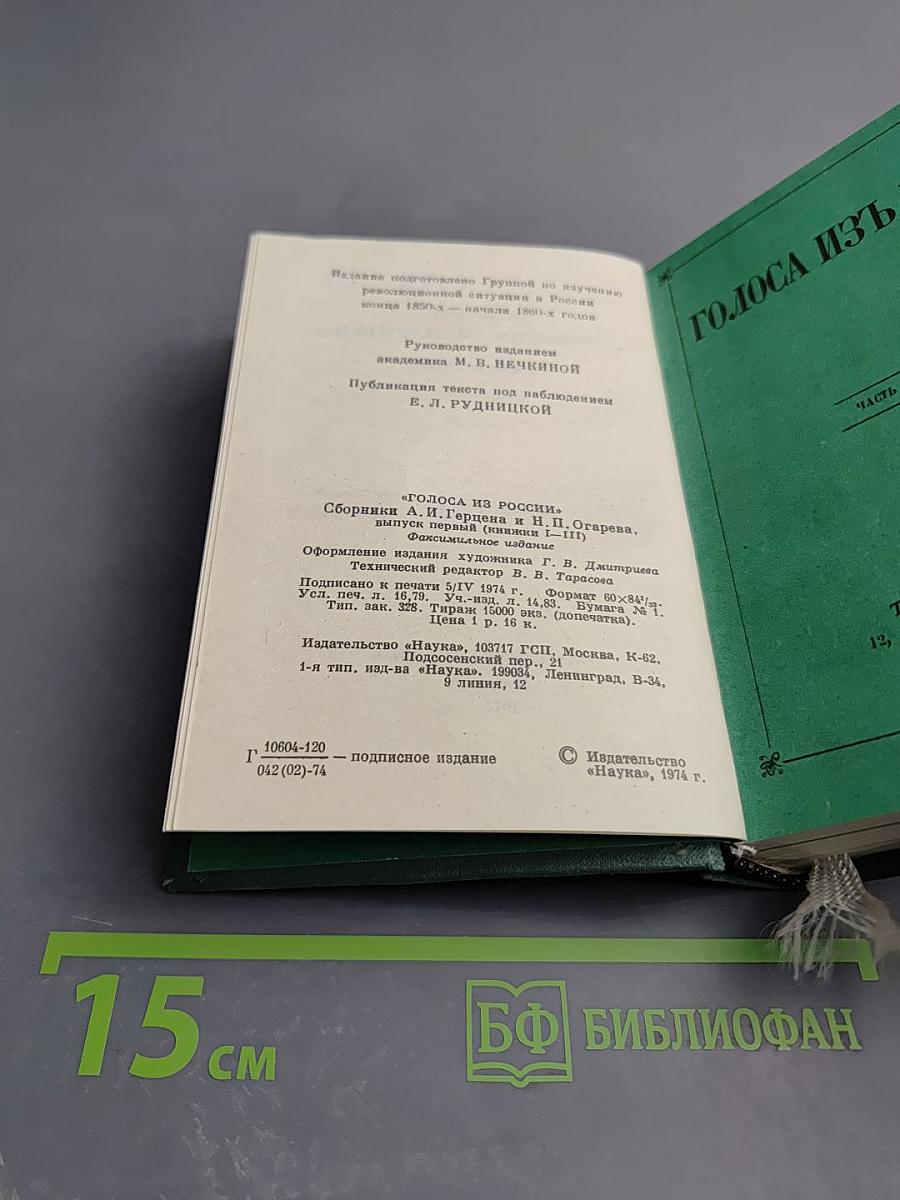 Издание подготовлено Группой по изучению
революционной ситуации в России
конца 1850-х — начала 1860-х годов
Руководство изданием
академика М. В. НЕЧКИНОЙ
Публикация текста под наблюдением
Е. Л. РУДНИЦКОЙ
«ГОЛОСА ИЗ РОССИИ»
Сборники А. И. Герцена и Н. П. Огарева,
выпуск первый (книжки I—III)
Факсимильное издание
Оформление издания художника Г. В. Дмитриева
Технический редактор В. В. Тарасова
Подписано к печати 5/IV 1974 г. Формат 60×84¹/₃₂.
Усл. печ. л. 16,79. Уч.-изд. л. 14,83. Бумага № 1.
Тип. зак. 328. Тираж 15000 экз. (допечатка).
Цена 1 р. 16 к.
Издательство «Наука», 103717 ГСП, Москва, К-62,
Подсосенский пер., 21
1-я тип. изд-ва «Наука». 199034, Ленинград, В-34,
9 линия, 12
Г 10604-120 — подписное издание
042(02)-74
© Издательство
«Наука», 1974 г.
ГОЛОСА ИЗЪ
ЧАСТЬ
12,
15 см
БФ БИБЛИОФАН